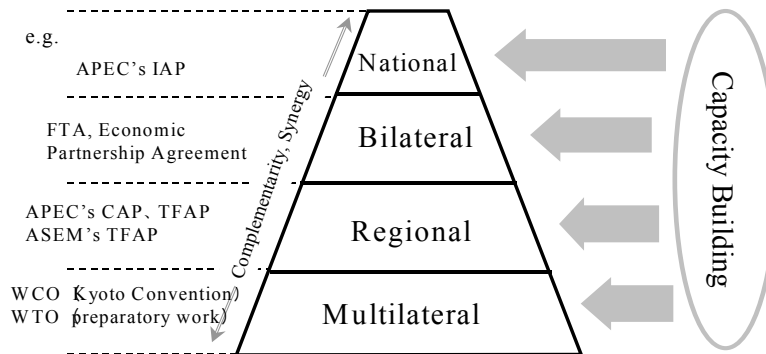 e.g.
APEC's IAP
National
FTA, Economic
Partnership Agreement
Bilateral
APEC's CAP、TFAP
ASEM's TFAP
Regional
WCO (Kyoto Convention)
WTO (preparatory work)
Multilateral
Complementarity, Synergy
Capacity Building